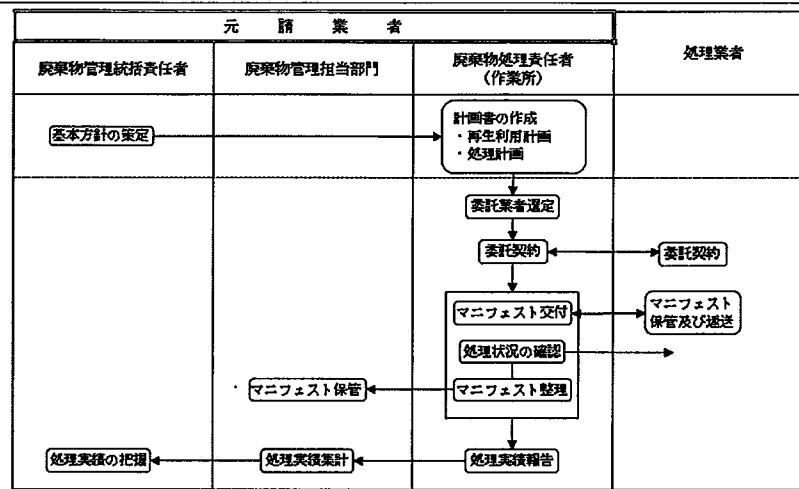 元請業者
廃棄物管理統括責任者
廃棄物管理担当部門
廃棄物処理責任者
(作業所)
処理業者
基本方針の策定
計画書の作成
・再生利用計画
・処理計画
委託業者選定
委託契約
委託契約
マニフェスト交付
マニフェスト
保管及び逓送
処理状況の確認
マニフェスト保管
マニフェスト整理
処理実績の把握
処理実績集計
処理実績報告